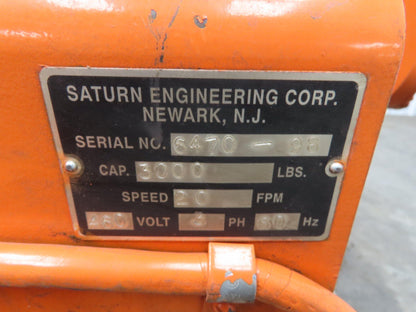 SATURN ENGINEERING CORP.
NEWARK, N.J.
SERIAL NO. 6470 -
CAP. 3000 LBS.
SPEED 20 FPM
460 VOLT 3 PH 60 Hz